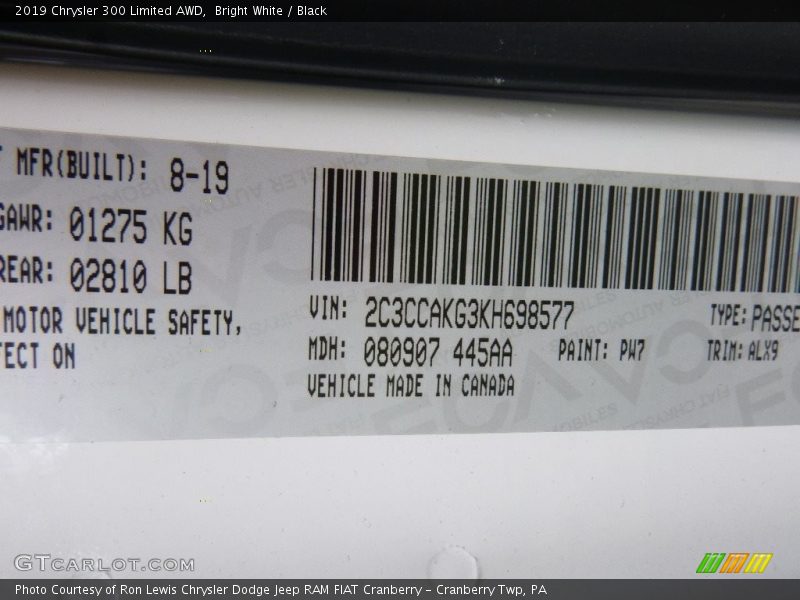 2019 Chrysler 300 Limited AWD, Bright White / Black
MFR(BUILT): 8-19
GAWR: 01275 KG
REAR: 02810 LB
MOTOR VEHICLE SAFETY,
TECT ON
VIN: 2C3CCAKG3KH698577 TYPE: PASSE
MDH: 080907 445AA PAINT: PW7 TRIM: ALX9
VEHICLE MADE IN CANADA
GTCARLOT.COM
Photo Courtesy of Ron Lewis Chrysler Dodge Jeep RAM FIAT Cranberry – Cranberry Twp, PA